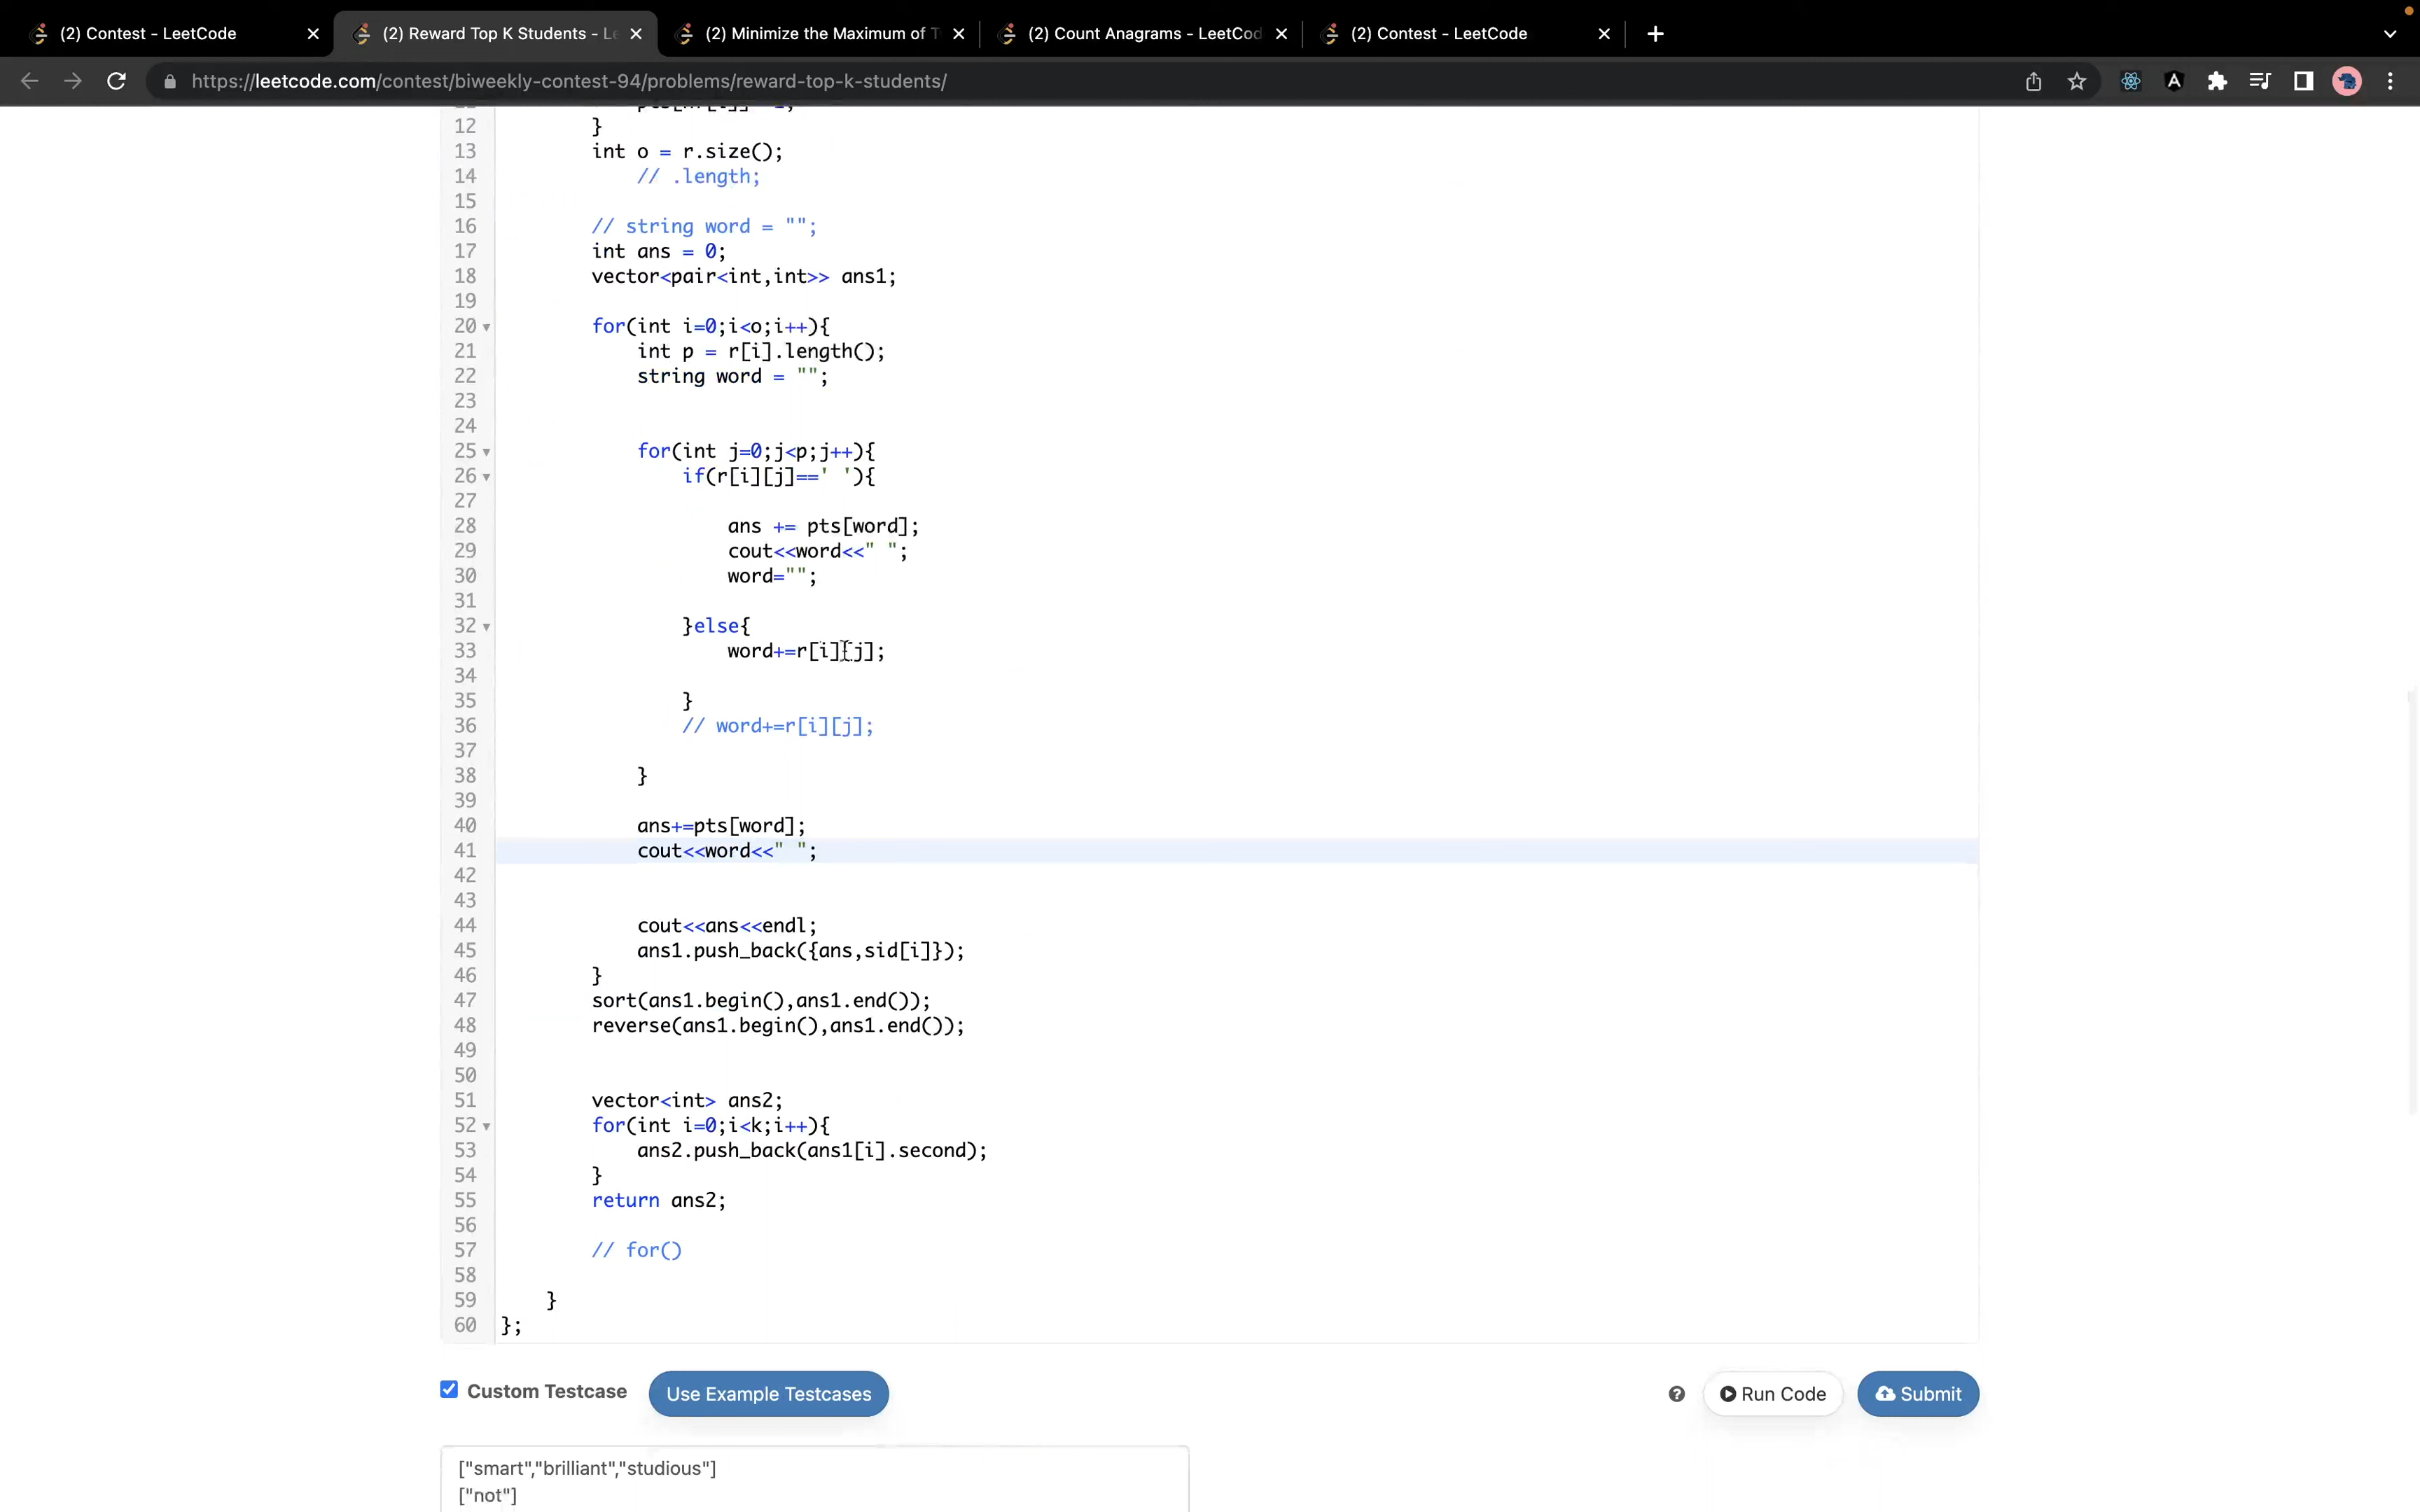 (2) Contest - LeetCode
(2) Reward Top K Students - Le
(2) Minimize the Maximum of T
(2) Count Anagrams - LeetCod
(2) Contest - LeetCode
https://leetcode.com/contest/biweekly-contest-94/problems/reward-top-k-students/
12 }
13 int o = r.size();
14 // .length;
15
16 // string word = "";
17 int ans = 0;
18 vector<pair<int,int>> ans1;
19
20 for(int i=0;i<o;i++){
21 int p = r[i].length();
22 string word = "";
23
24
25 for(int j=0;j<p;j++){
26 if(r[i][j]==' '){
27
28 ans += pts[word];
29 cout<<word<<" ";
30 word="";
31
32 }else{
33 word+=r[i][j];
34
35 }
36 // word+=r[i][j];
37
38 }
39
40 ans+=pts[word];
41 cout<<word<<" ";
42
43
44 cout<<ans<<endl;
45 ans1.push_back({ans,sid[i]});
46 }
47 sort(ans1.begin(),ans1.end());
48 reverse(ans1.begin(),ans1.end());
49
50
51 vector<int> ans2;
52 for(int i=0;i<k;i++){
53 ans2.push_back(ans1[i].second);
54 }
55 return ans2;
56
57 // for()
58
59 }
60 };
Custom Testcase
Use Example Testcases
Run Code
Submit
["smart","brilliant","studious"]
["not"]